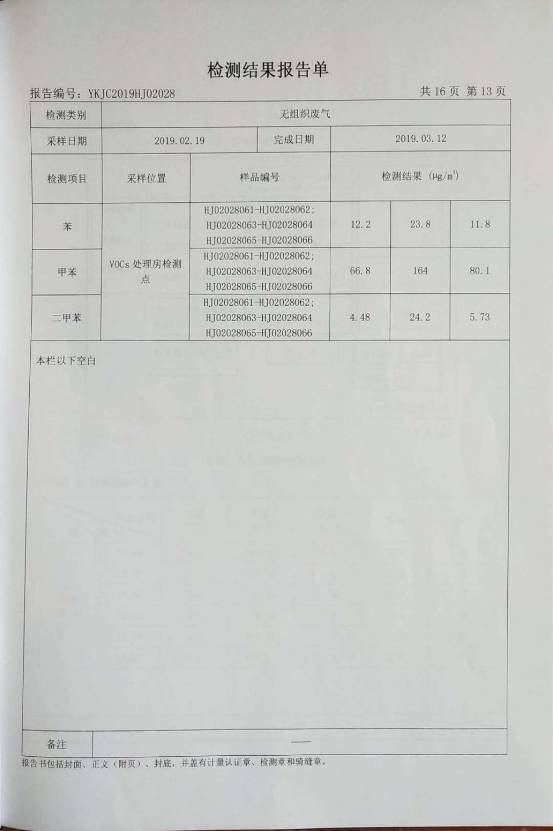 检测结果报告单
报告编号：YKJC2019HJ02028 共 16 页 第 13 页
检测类别 无组织废气
采样日期 2019.02.19 完成日期 2019.03.12
检测项目 采样位置 样品编号 检测结果（μg/m³）
苯 VOCs 处理房检测点 HJ02028061-HJ02028062; 12.2 23.8 11.8
HJ02028063-HJ02028064
HJ02028065-HJ02028066
甲苯 HJ02028061-HJ02028062; 66.8 164 80.1
HJ02028063-HJ02028064
HJ02028065-HJ02028066
二甲苯 HJ02028061-HJ02028062; 4.48 24.2 5.73
HJ02028063-HJ02028064
HJ02028065-HJ02028066
本栏以下空白
备注 ——
报告书包括封面、正文（附页）、封底，并盖有计量认证章、检测章和骑缝章。